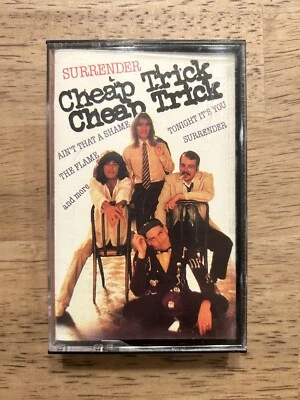 SURRENDER
Cheap Trick
Cheap Trick
AIN'T THAT A SHAME
THE FLAME
and more
TONIGHT IT'S YOU
SURRENDER